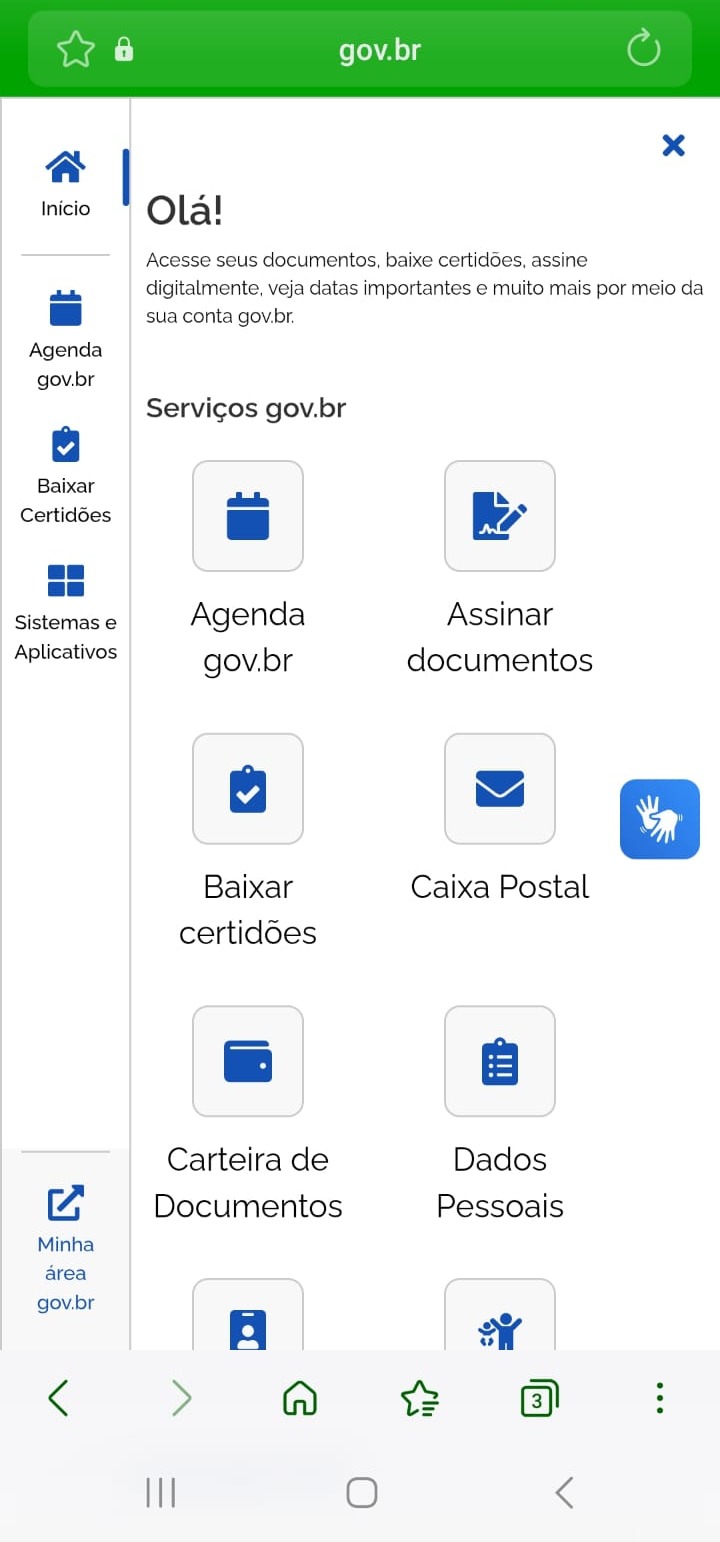 gov.br
Início
Agenda
gov.br
Baixar
Certidões
Sistemas e
Aplicativos
Minha
área
gov.br
Olá!
Acesse seus documentos, baixe certidões, assine
digitalmente, veja datas importantes e muito mais por meio da
sua conta gov.br.
Serviços gov.br
Agenda
gov.br
Assinar
documentos
Baixar
certidões
Caixa Postal
Carteira de
Documentos
Dados
Pessoais
3